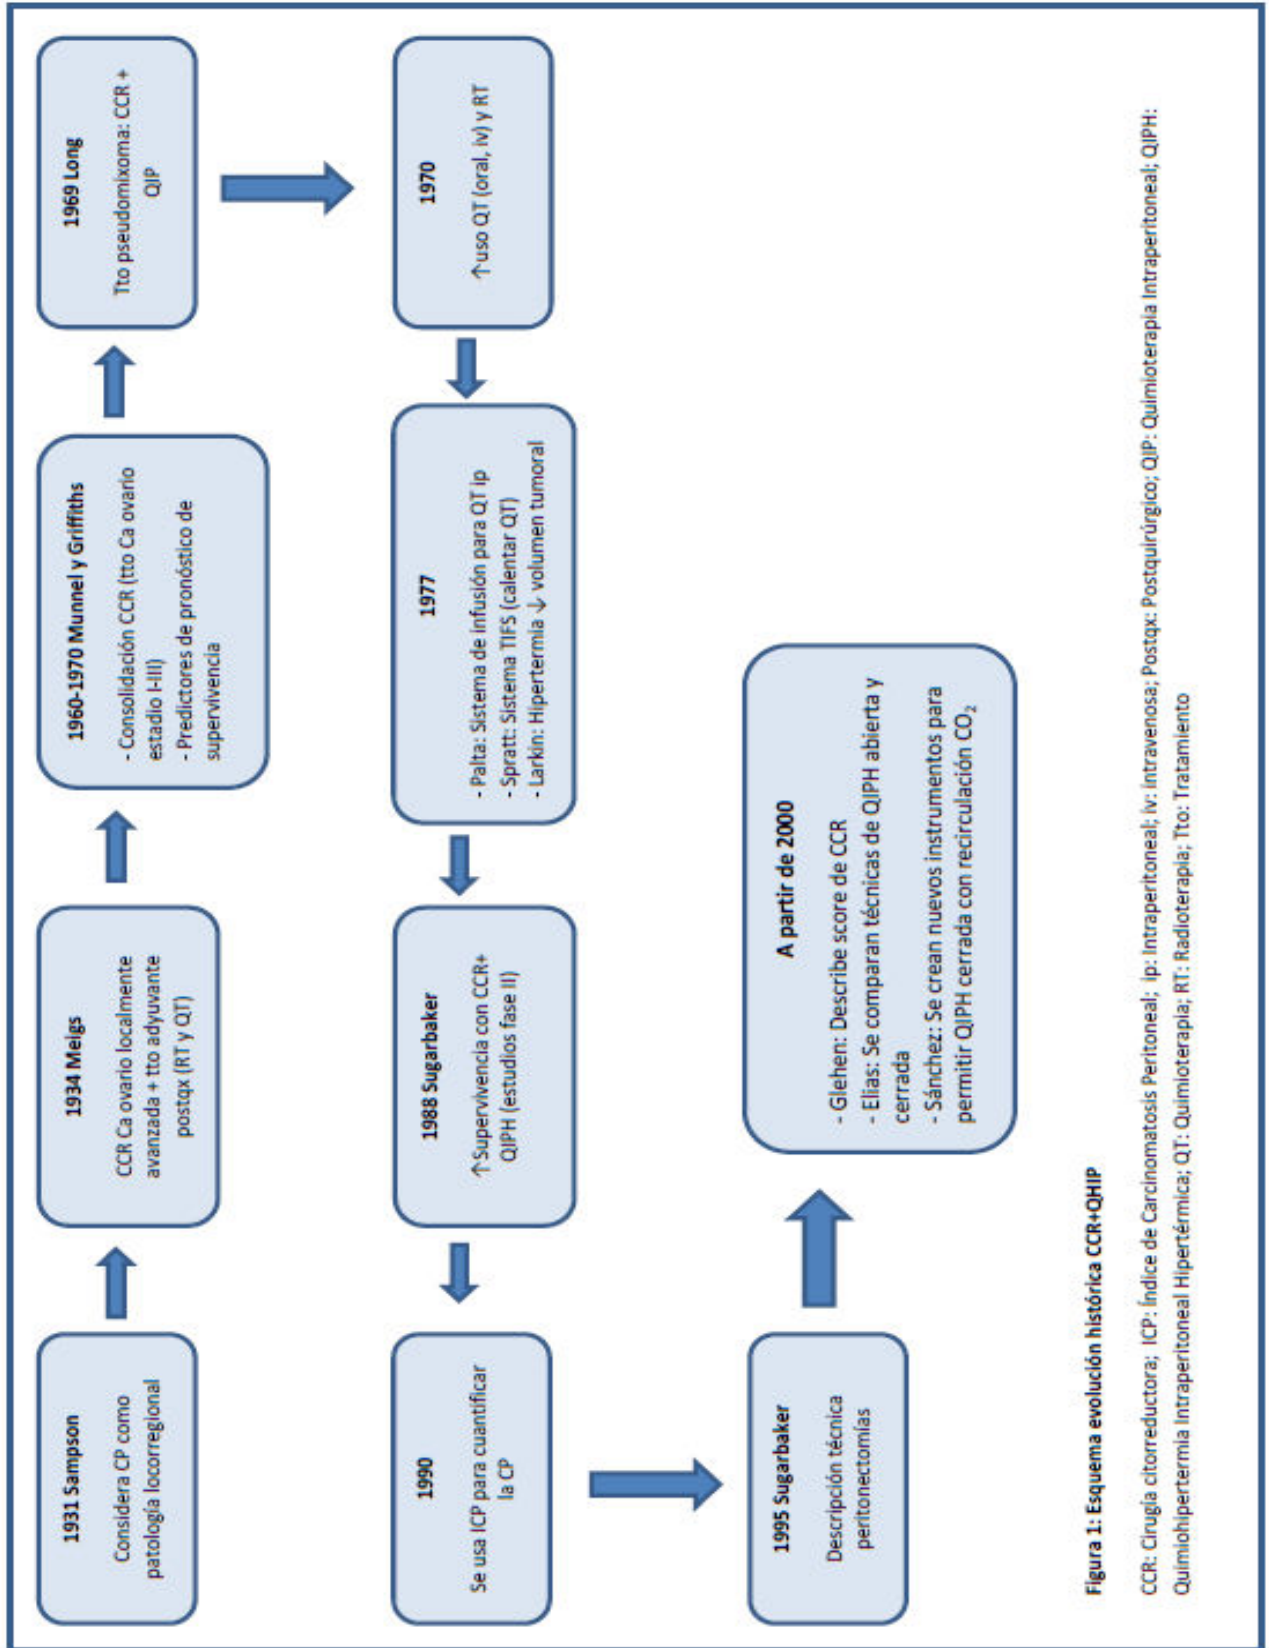 1931 Sampson
Considera CP como
patología locorregional
1934 Meigs
CCR Ca ovario localmente
avanzada + tto adyuvante
postqx (RT y QT)
1960-1970 Munnel y Griffiths
- Consolidación CCR (tto Ca ovario
estadio I-III)
- Predictores de pronóstico de
supervivencia
1969 Long
Tto pseudomixoma: CCR +
QIP
1970
↑uso QT (oral, iv) y RT
1977
- Palta: Sistema de infusión para QT ip
- Spratt: Sistema TIFS (calentar QT)
- Larkin: Hipertermia ↓ volumen tumoral
1988 Sugarbaker
↑Supervivencia con CCR+
QIPH (estudios fase II)
1990
Se usa ICP para cuantificar
la CP
1995 Sugarbaker
Descripción técnica
peritonectomías
A partir de 2000
- Glehen: Describe score de CCR
- Elias: Se comparan técnicas de QIPH abierta y
cerrada
- Sánchez: Se crean nuevos instrumentos para
permitir QIPH cerrada con recirculación CO₂
Figura 1: Esquema evolución histórica CCR+QHIP
CCR: Cirugía citorreductora; ICP: Índice de Carcinomatosis Peritoneal; ip: Intraperitoneal; iv: intravenosa; Postqx: Postquirúrgico; QIP: Quimioterapia Intraperitoneal; QIPH:
Quimiohipertermia Intraperitoneal Hipertérmica; QT: Quimioterapia; RT: Radioterapia; Tto: Tratamiento